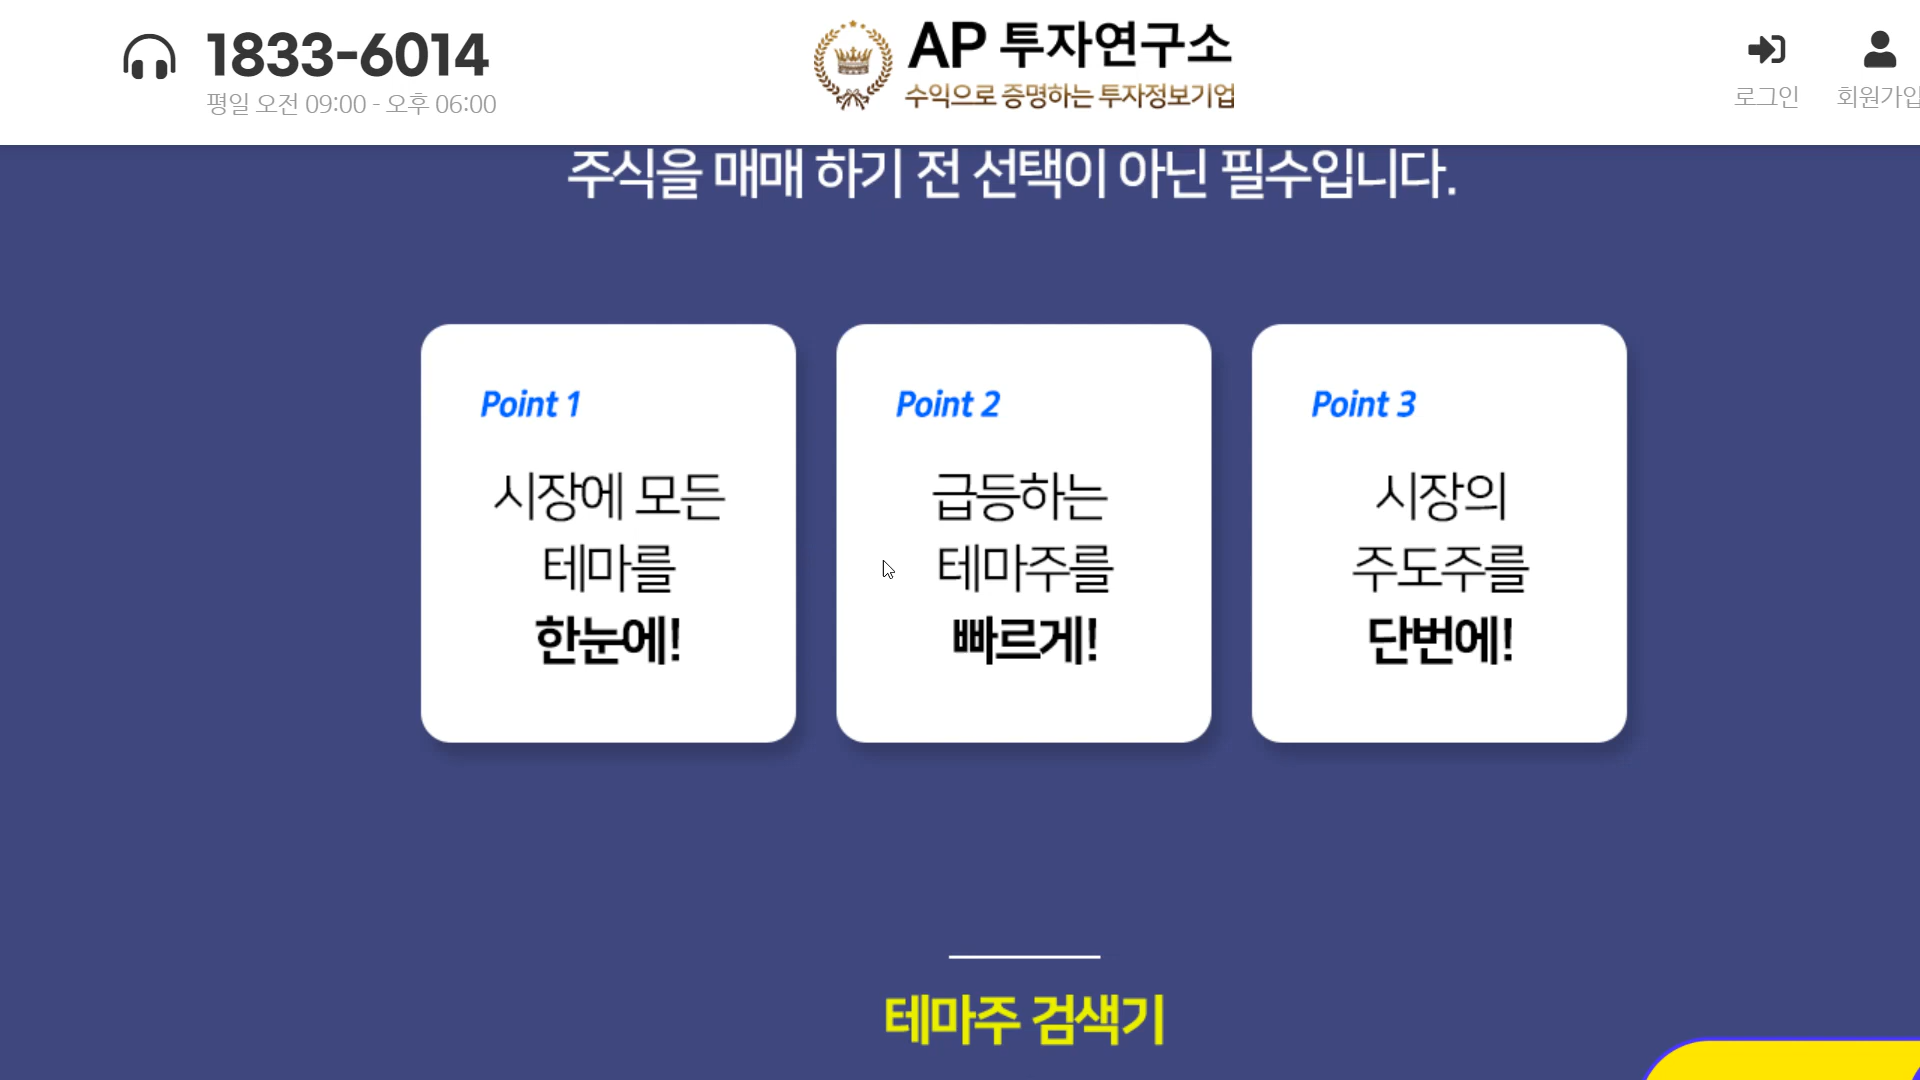 1833-6014
평일 오전 09:00 - 오후 06:00
AP 투자연구소
수익으로 증명하는 투자정보기업
로그인
회원가입
주식을 매매 하기 전 선택이 아닌 필수입니다.
Point 1
시장에 모든
테마를
한눈에!
Point 2
급등하는
테마주를
빠르게!
Point 3
시장의
주도주를
단번에!
테마주 검색기